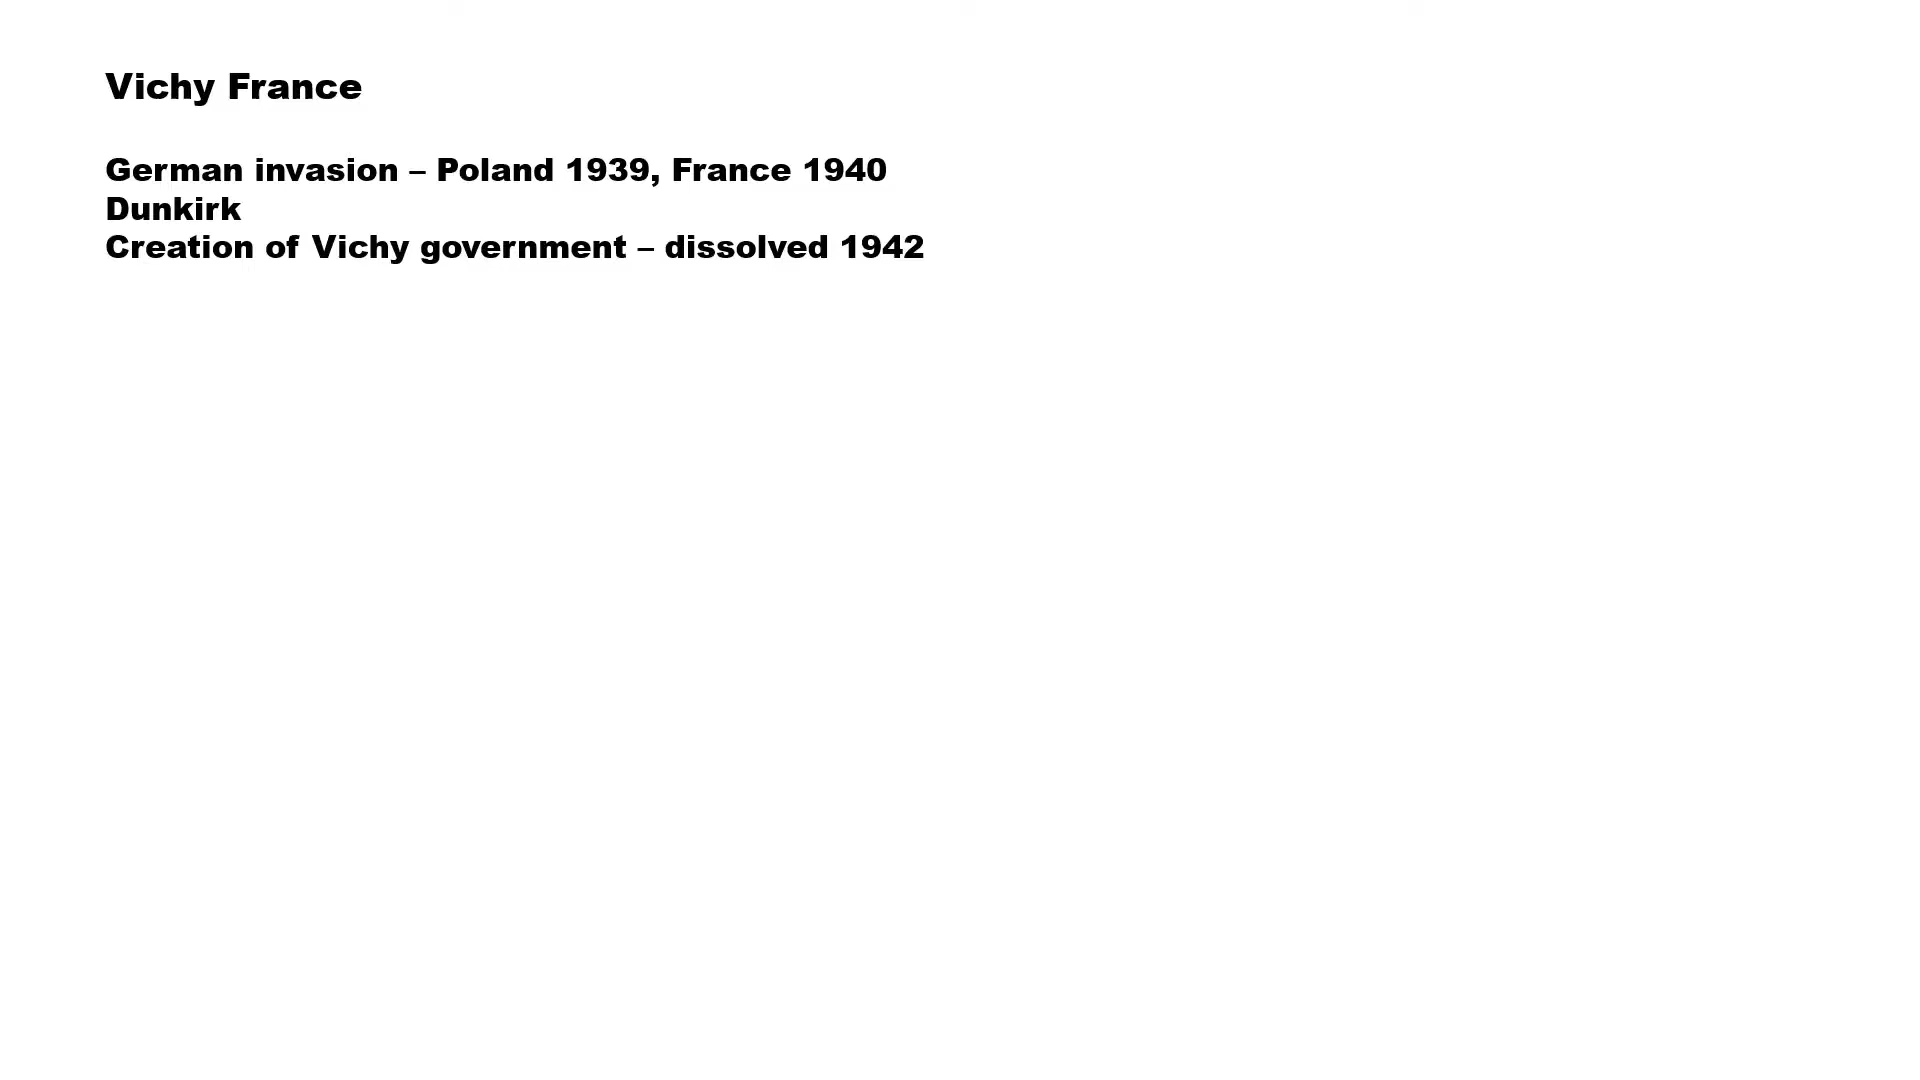 Vichy France
German invasion – Poland 1939, France 1940
Dunkirk
Creation of Vichy government – dissolved 1942